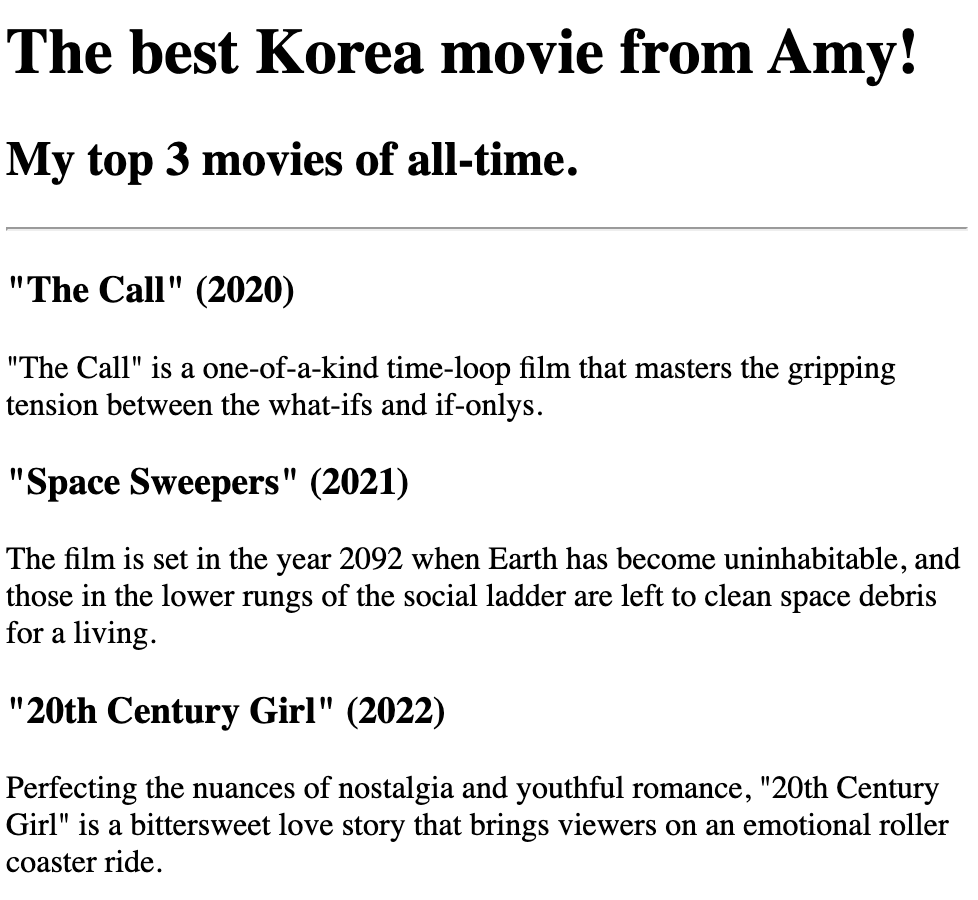 The best Korea movie from Amy!
My top 3 movies of all-time.
"The Call" (2020)
"The Call" is a one-of-a-kind time-loop film that masters the gripping
tension between the what-ifs and if-onlys.
"Space Sweepers" (2021)
The film is set in the year 2092 when Earth has become uninhabitable, and
those in the lower rungs of the social ladder are left to clean space debris
for a living.
"20th Century Girl" (2022)
Perfecting the nuances of nostalgia and youthful romance, "20th Century
Girl" is a bittersweet love story that brings viewers on an emotional roller
coaster ride.